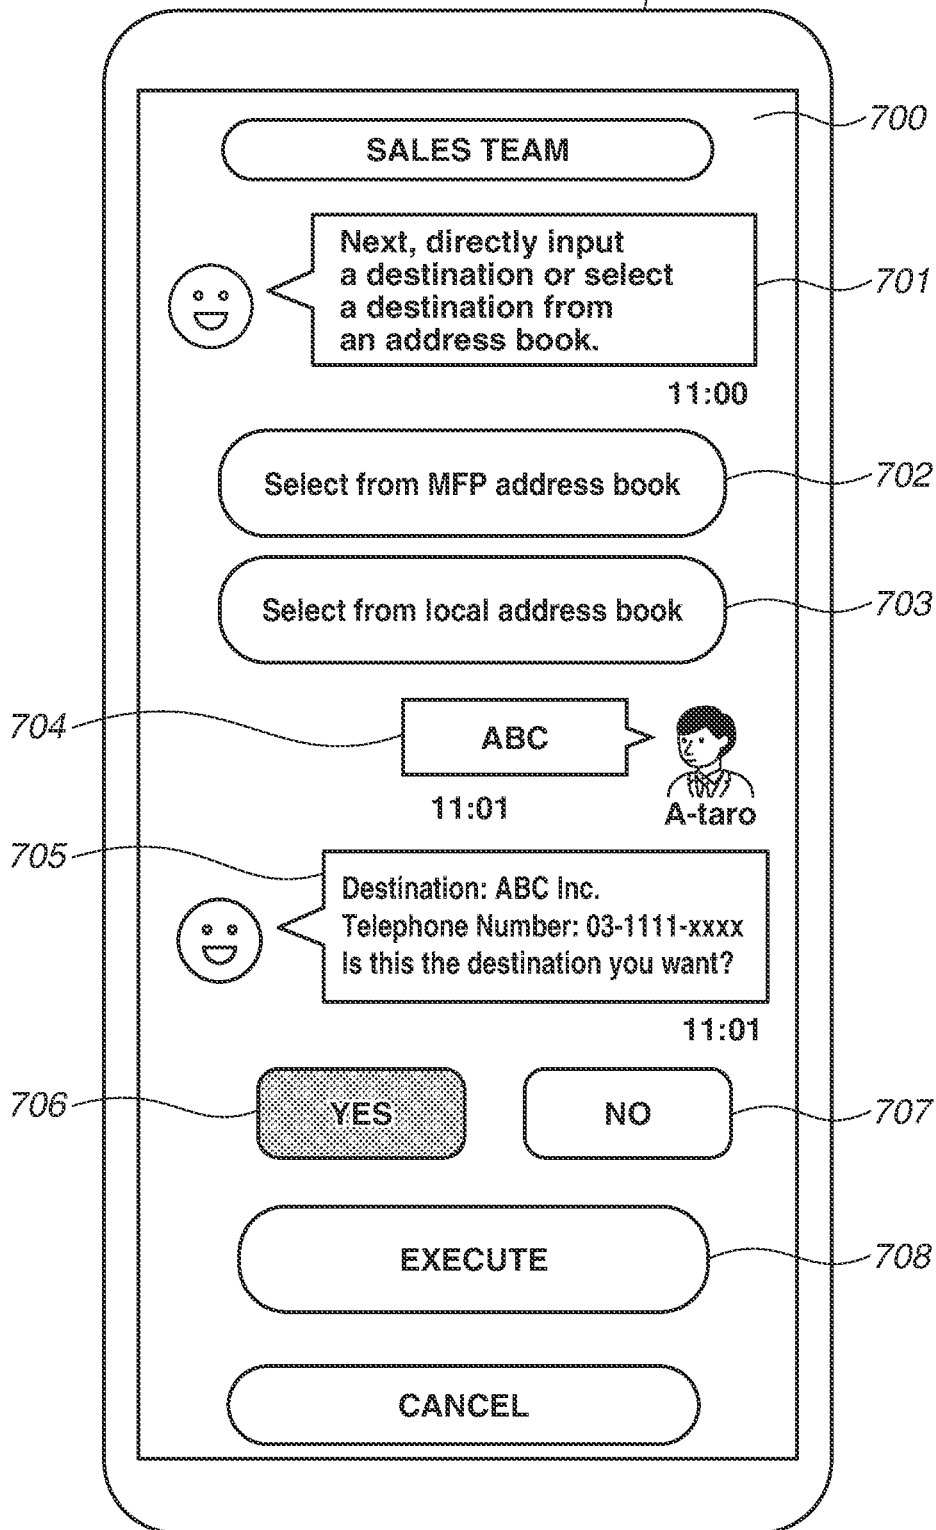 700
SALES TEAM
Next, directly input
a destination or select
a destination from
an address book.
701
11:00
Select from MFP address book
702
Select from local address book
703
704
ABC
11:01
A-taro
705
Destination: ABC Inc.
Telephone Number: 03-1111-xxxx
Is this the destination you want?
11:01
706
YES
NO
707
EXECUTE
708
CANCEL